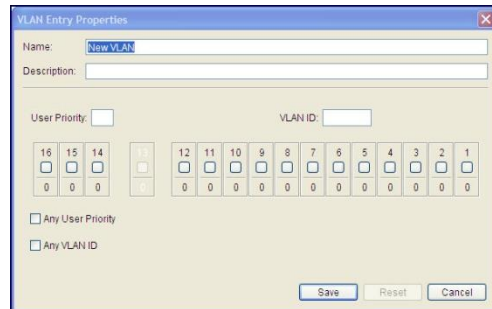 VLAN Entry Properties
Name: New VLAN
Description:
User Priority: VLAN ID:
16 15 14 13 12 11 10 9 8 7 6 5 4 3 2 1
0 0 0 0 0 0 0 0 0 0 0 0 0 0 0 0
Any User Priority
Any VLAN ID
Save Reset Cancel